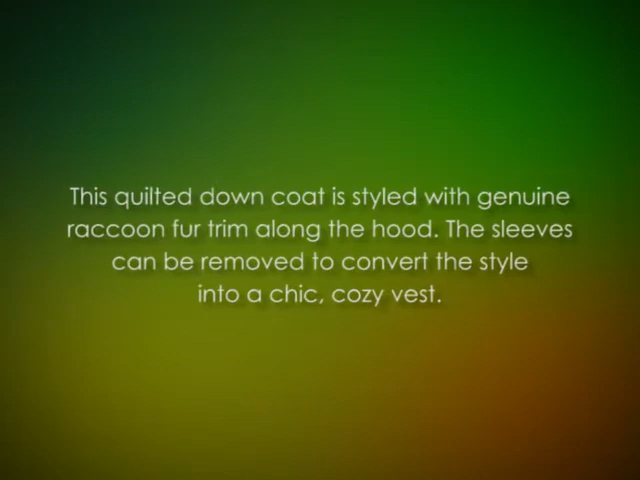 This quilted down coat is styled with genuine
raccoon fur trim along the hood. The sleeves
can be removed to convert the style
into a chic, cozy vest.